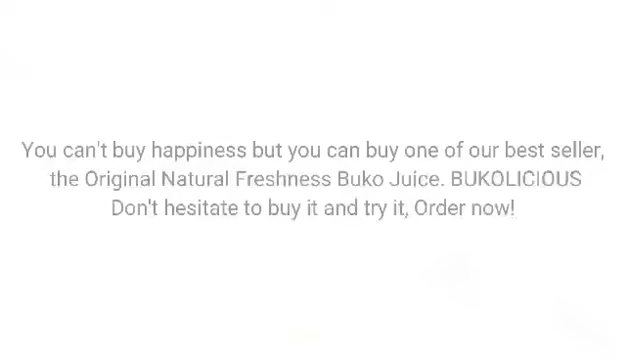 You can't buy happiness but you can buy one of our best seller,
the Original Natural Freshness Buko Juice. BUKOLICIOUS
Don't hesitate to buy it and try it, Order now!